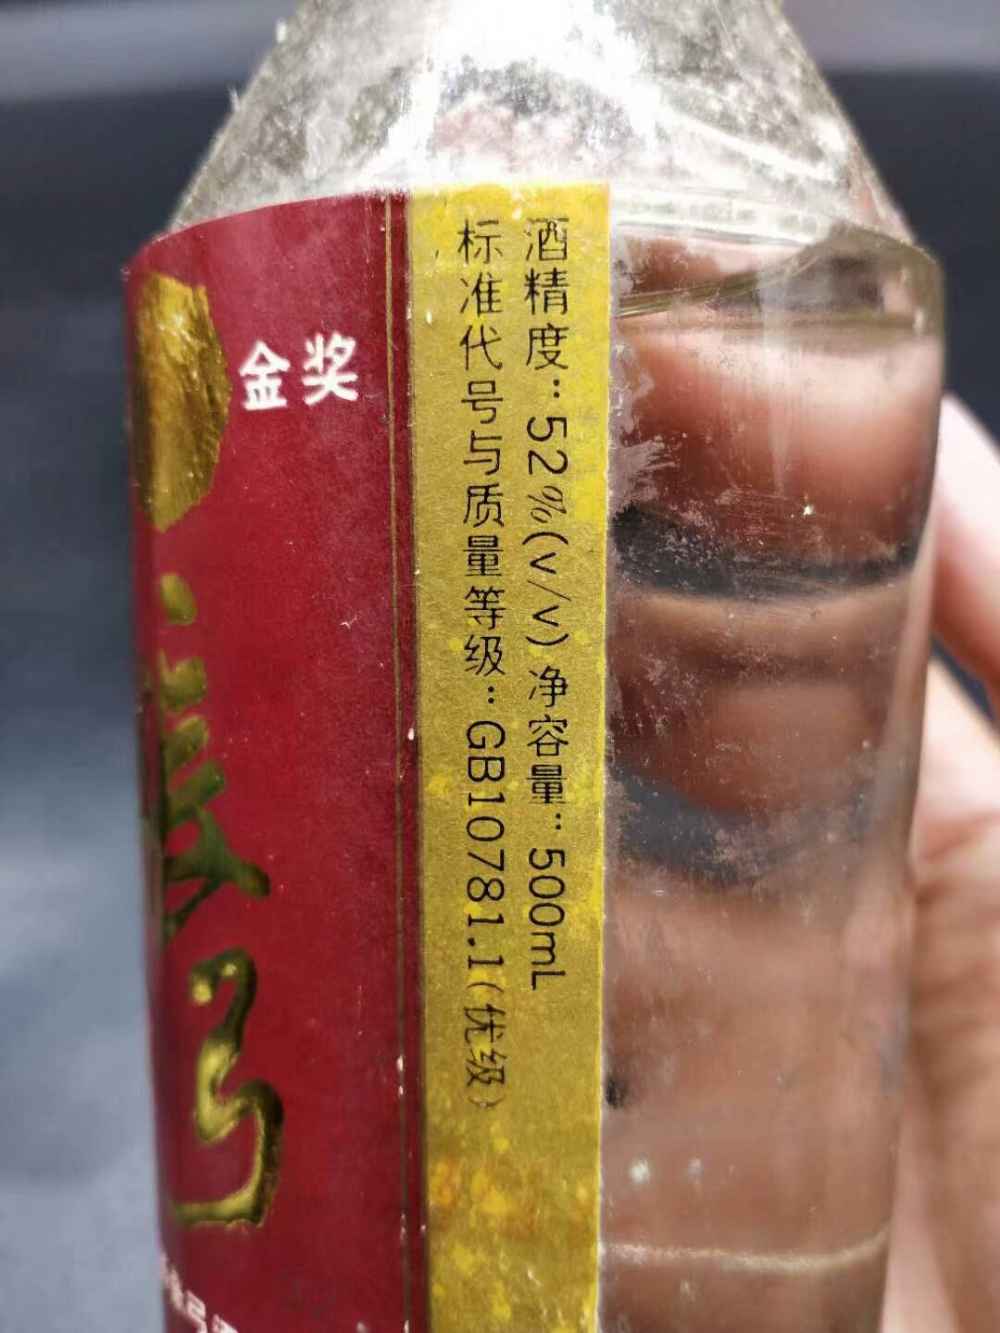 金奖
酒精度：52%(v/v) 净容量：500mL
标准代号与质量等级：GB10781.1(优级)